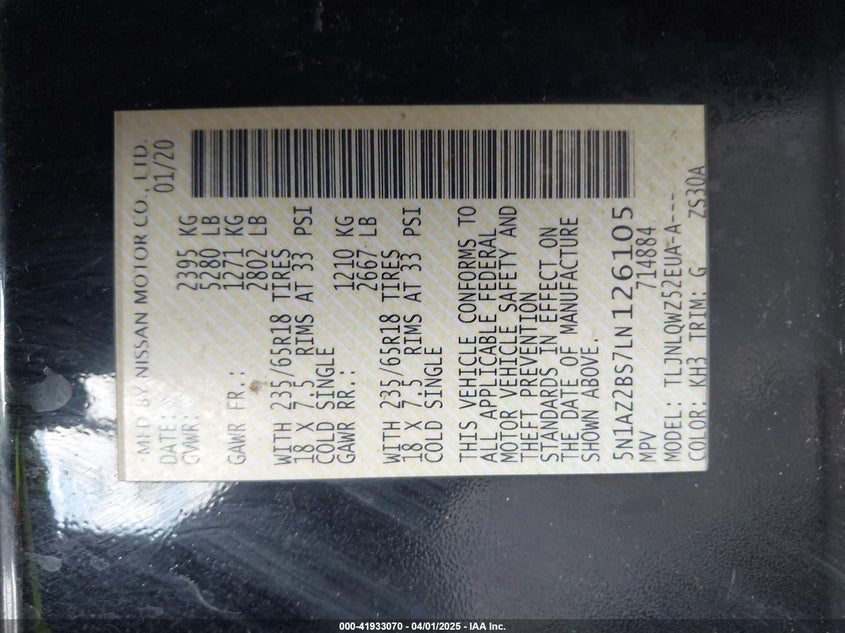 MFD BY NISSAN MOTOR CO., LTD.
DATE: 01/20
GVWR: 2395 KG
5280 LB
GAWR FR.: 1271 KG
2802 LB
WITH 235/65R18 TIRES
18 X 7.5, RIMS AT 33 PSI
COLD SINGLE
GAWR RR.: 1210 KG
2667 LB
WITH 235/65R18 TIRES
18 X 7.5, RIMS AT 33 PSI
COLD SINGLE
THIS VEHICLE CONFORMS TO
ALL APPLICABLE FEDERAL
MOTOR VEHICLE SAFETY AND
THEFT PREVENTION
STANDARDS IN EFFECT ON
THE DATE OF MANUFACTURE
SHOWN ABOVE.
5N1AZ2BS7LN126105
MPV 714884
MODEL: TLJNLQWZ52EUA-A---
COLOR: KH3 TRIM: G ZS30A
000-41933070 - 04/01/2025 - IAA Inc.